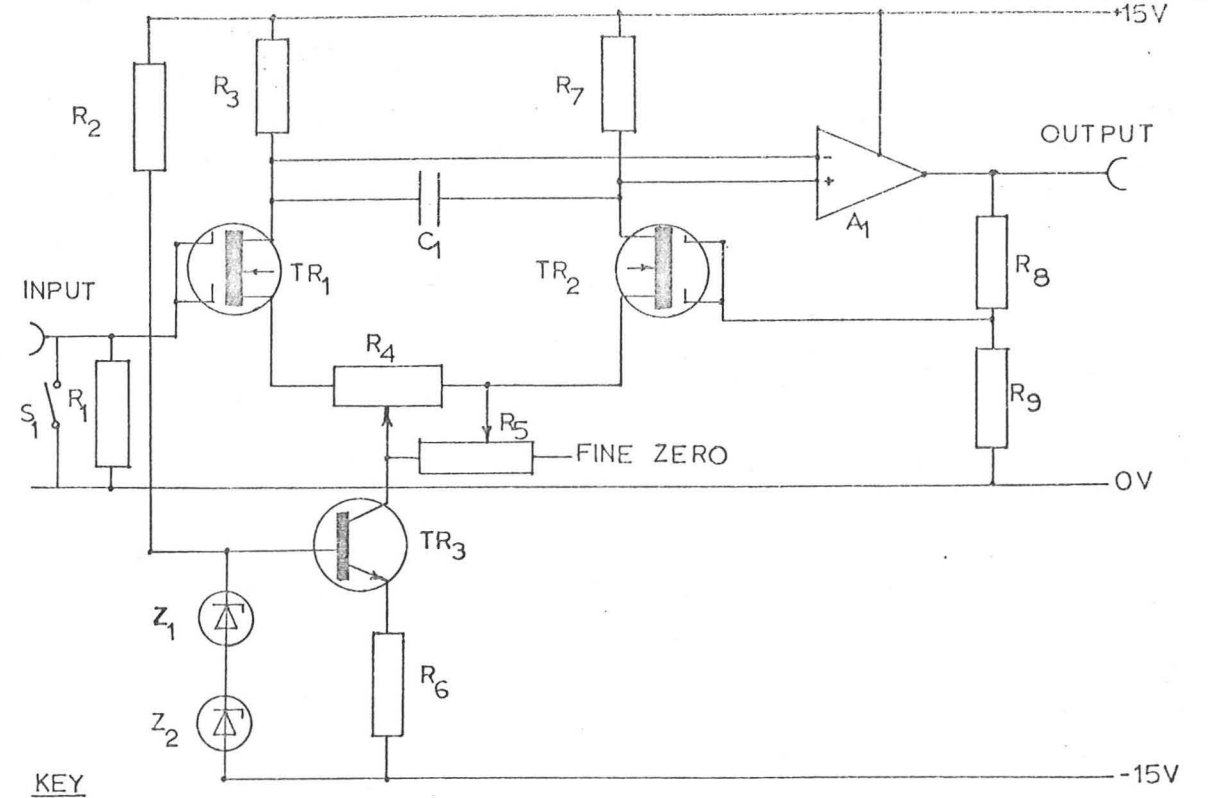 +15V
R2
R3
R7
OUTPUT
-
+
A1
C1
TR1
TR2
R8
INPUT
R4
S1
R1
R5
R9
FINE ZERO
0V
TR3
Z1
R6
Z2
-15V
KEY